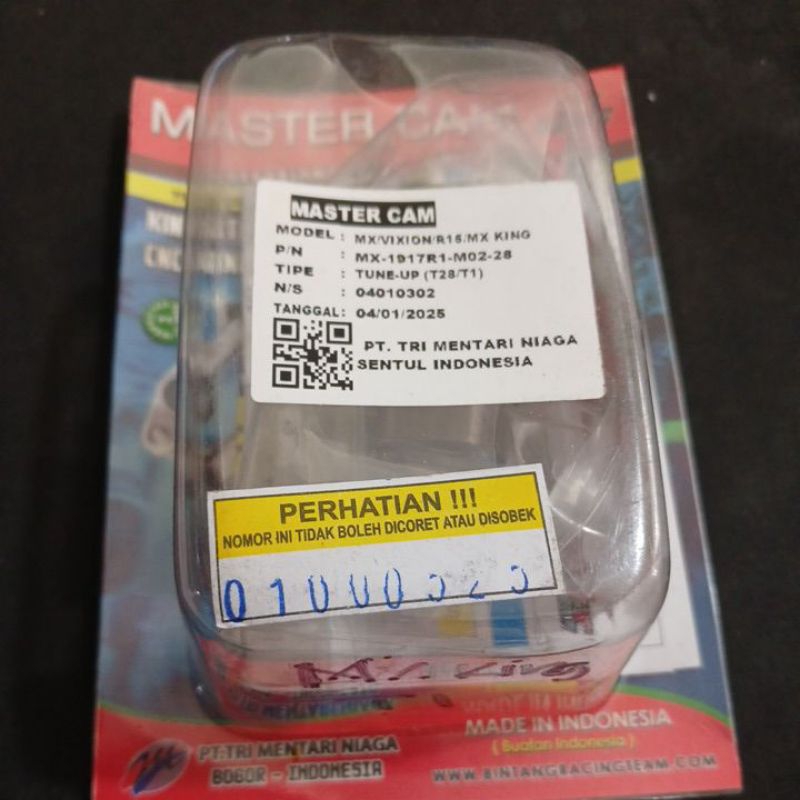 MASTER CAM
MASTER CAM
MODEL : MX/VIXION/R15/MX KING
P/N : MX-1917R1-M02-28
TIPE : TUNE-UP (T28/T1)
N/S : 04010302
TANGGAL: 04/01/2025
PT. TRI MENTARI NIAGA
SENTUL INDONESIA
PERHATIAN !!!
NOMOR INI TIDAK BOLEH DICORET ATAU DISOBEK
MX King
MADE IN INDONESIA
( Buatan Indonesia )
PT.TRI MENTARI NIAGA
BOGOR - INDONESIA
WWW.BINTANGRACINGTEAM.COM